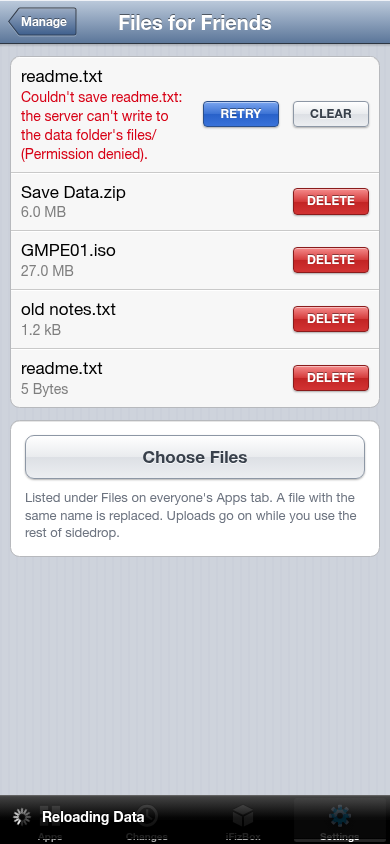 Manage
Files for Friends
readme.txt
Couldn't save readme.txt:
the server can't write to
the data folder's files/
(Permission denied).
RETRY
CLEAR
Save Data.zip
6.0 MB
DELETE
GMPE01.iso
27.0 MB
DELETE
old notes.txt
1.2 kB
DELETE
readme.txt
5 Bytes
DELETE
Choose Files
Listed under Files on everyone's Apps tab. A file with the
same name is replaced. Uploads go on while you use the
rest of sidedrop.
Reloading Data
Apps
Changes
iFizBox
Settings